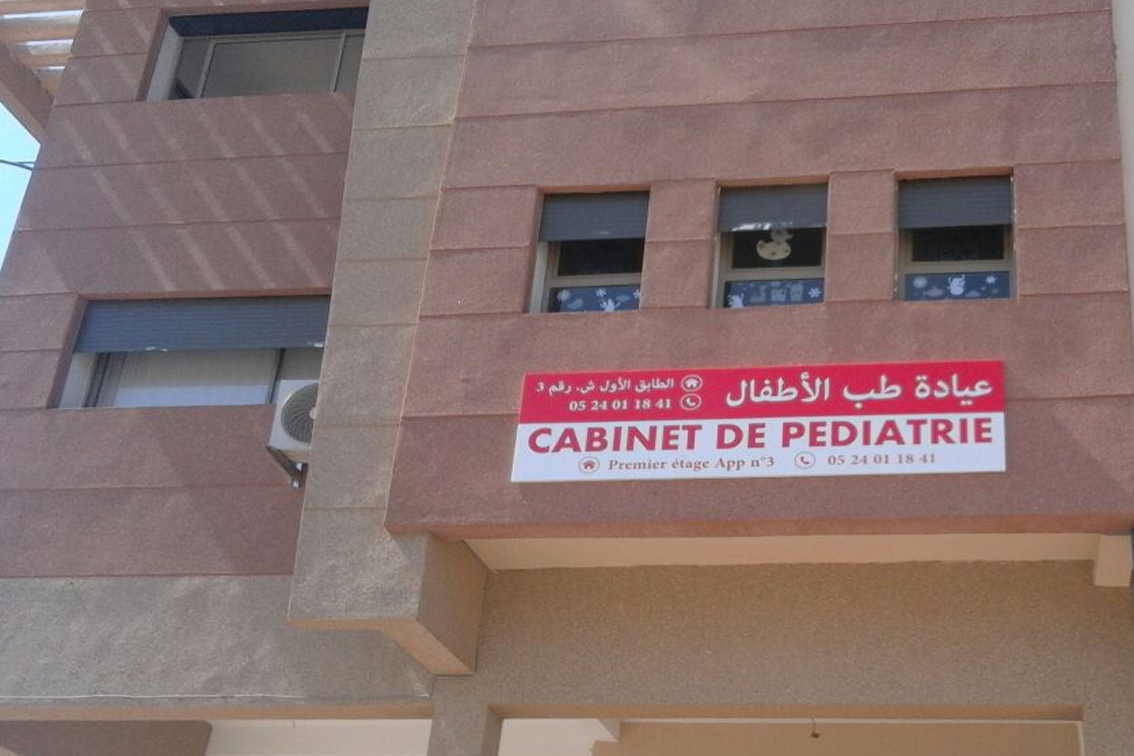 عيادة طب الأطفال
الطابق الأول ش. رقم 3
05 24 01 18 41
CABINET DE PEDIATRIE
Premier étage App n°3 05 24 01 18 41